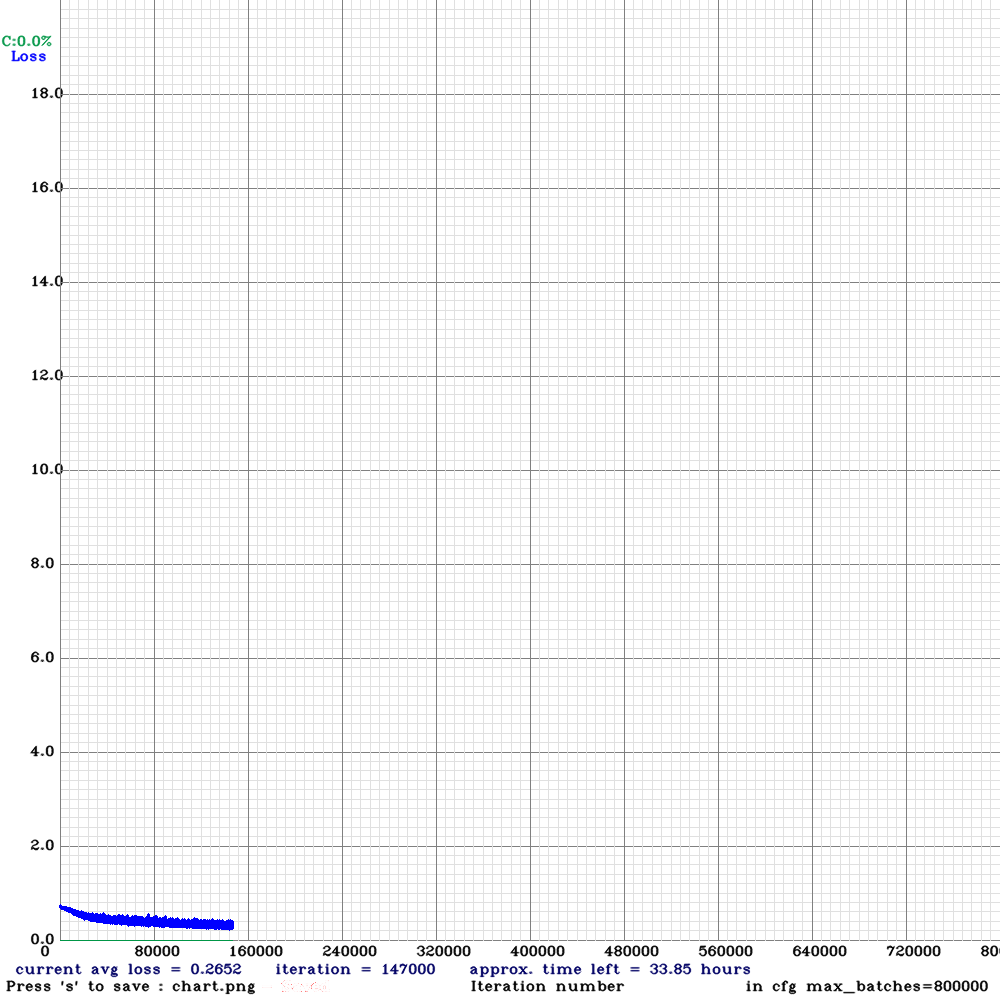 C:0.0%
Loss
18.0
16.0
14.0
12.0
10.0
8.0
6.0
4.0
2.0
0.0
0 80000 160000 240000 320000 400000 480000 560000 640000 720000 80
current avg loss = 0.2652 iteration = 147000 approx. time left = 33.85 hours
Press 's' to save : chart.png Iteration number in cfg max_batches=800000